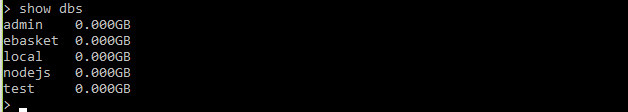 > show dbs
admin    0.000GB
ebasket  0.000GB
local    0.000GB
nodejs   0.000GB
test     0.000GB
>